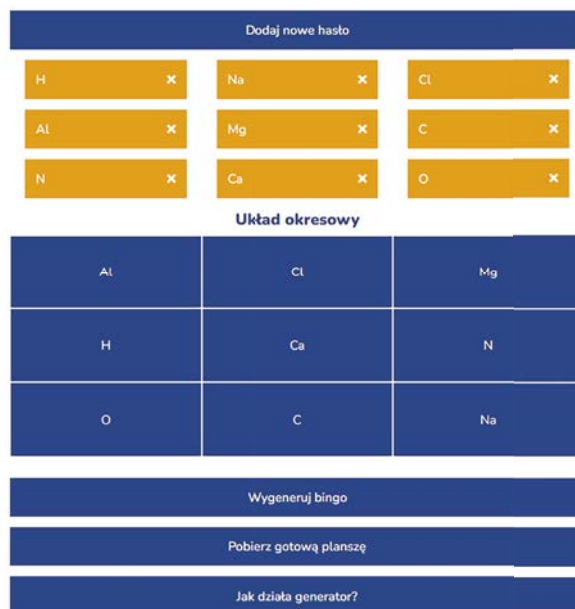 Dodaj nowe hasło
H × Na × Cl ×
Al × Mg × C ×
N × Ca × O ×
Układ okresowy
Al Cl Mg
H Ca N
O C Na
Wygeneruj bingo
Pobierz gotową planszę
Jak działa generator?